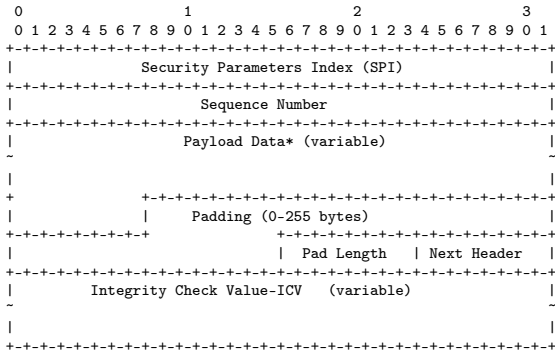 0                   1                   2                   3
0 1 2 3 4 5 6 7 8 9 0 1 2 3 4 5 6 7 8 9 0 1 2 3 4 5 6 7 8 9 0 1
Security Parameters Index (SPI)
Sequence Number
Payload Data* (variable)
Padding (0-255 bytes)
Pad Length | Next Header
Integrity Check Value-ICV (variable)